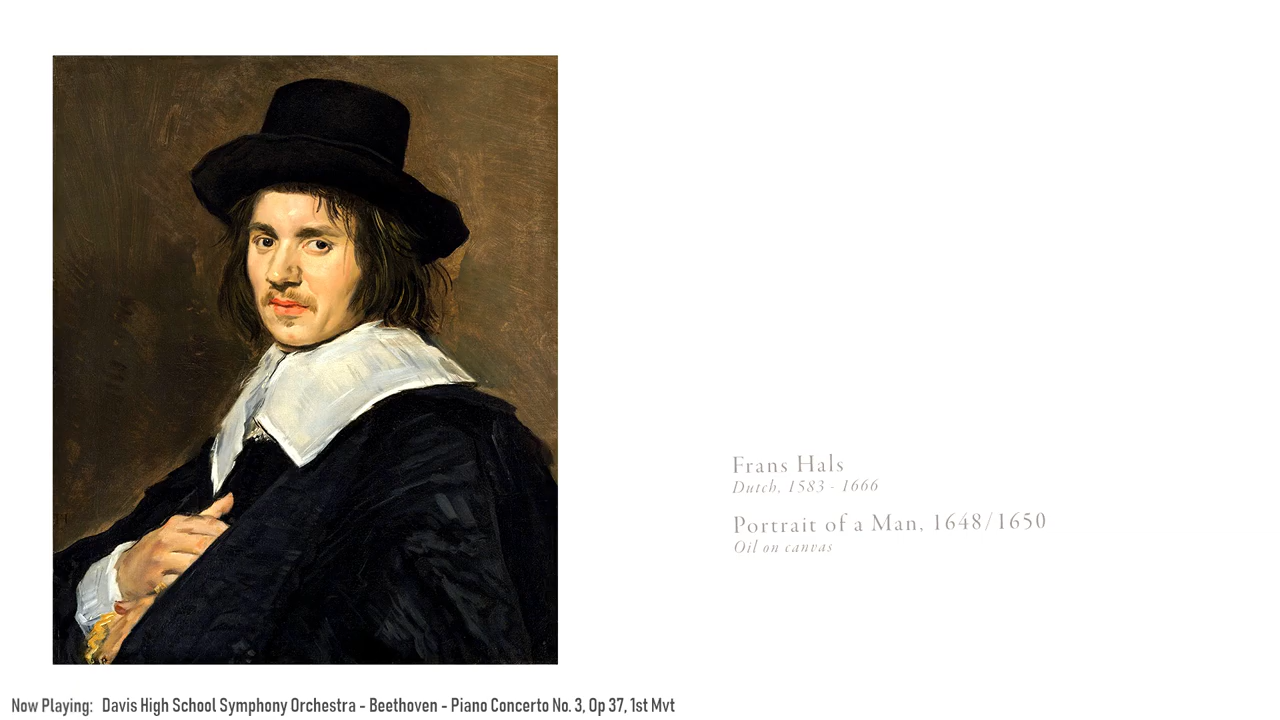 Frans Hals
Dutch, 1583 - 1666
Portrait of a Man, 1648/1650
Oil on canvas
Now Playing: Davis High School Symphony Orchestra - Beethoven - Piano Concerto No. 3, Op 37, 1st Mvt